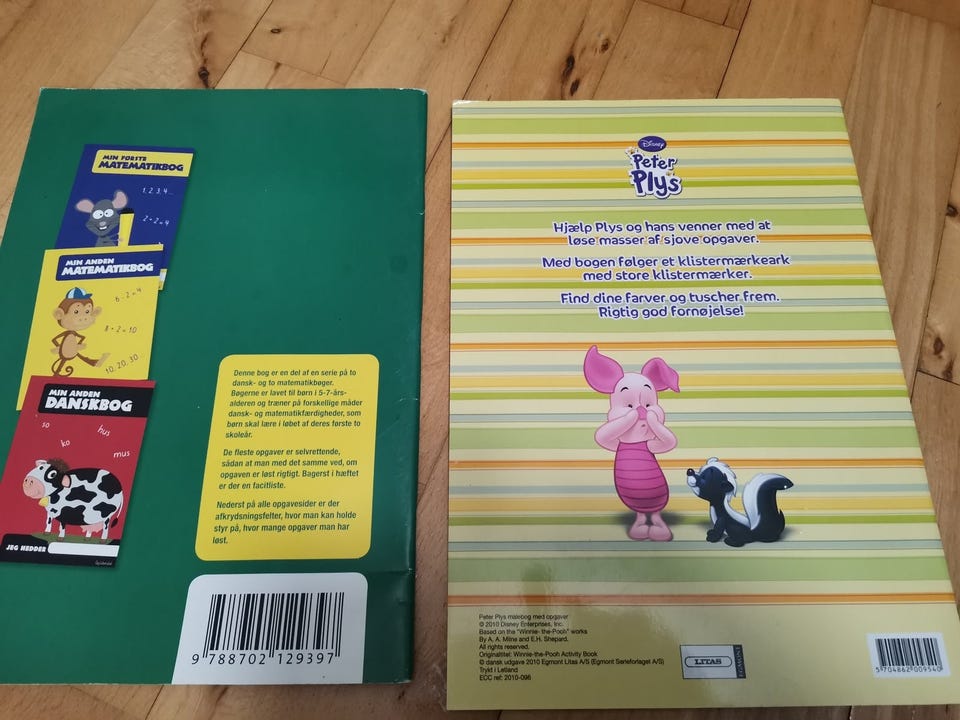 MIN FØRSTE
MATEMATIKBOG
1, 2, 3, 4...
2 + 2 = 4
MIN ANDEN
MATEMATIKBOG
6 - 2 = 4
8 + 2 = 10
10, 20, 30...
MIN ANDEN
DANSKBOG
so
hus
ko
mus
JEG HEDDER
Gyldendal
Denne bog er en del af en serie på to
dansk- og to matematikbøger.
Bøgerne er lavet til børn i 5-7-års-
alderen og træner på forskellige måder
dansk- og matematikfærdigheder, som
børn skal lære i løbet af deres første to
skoleår.
De fleste opgaver er selvrettende,
sådan at man med det samme ved, om
opgaven er løst rigtigt. Bagerst i hæftet
er der en facitliste.
Nederst på alle opgavesider er der
afkrydsningsfelter, hvor man kan holde
styr på, hvor mange opgaver man har
løst.
9 788702 129397
Disney
Peter
Plys
Hjælp Plys og hans venner med at
løse masser af sjove opgaver.
Med bogen følger et klistermærkeark
med store klistermærker.
Find dine farver og tuscher frem.
Rigtig god fornøjelse!
Peter Plys malebog med opgaver
© 2010 Disney Enterprises, Inc.
Based on the "Winnie-the-Pooh" works
By A. A. Milne and E.H. Shepard.
All rights reserved.
Originaltitel: Winnie-the-Pooh Activity Book
© dansk udgave 2010 Egmont Litas A/S (Egmont Serieforlaget A/S)
Trykt i Letland
ECC ref: 2010-096
LITAS
EGMONT
5 704862 009540